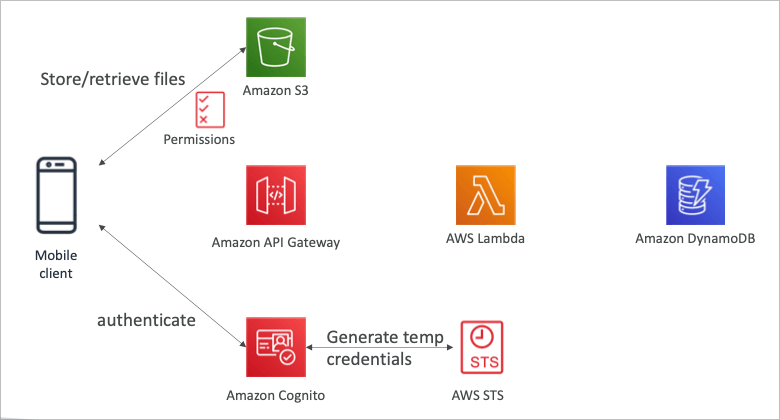 Store/retrieve files
Amazon S3
Permissions
Mobile
client
Amazon API Gateway
AWS Lambda
Amazon DynamoDB
authenticate
Generate temp
credentials
STS
Amazon Cognito
AWS STS